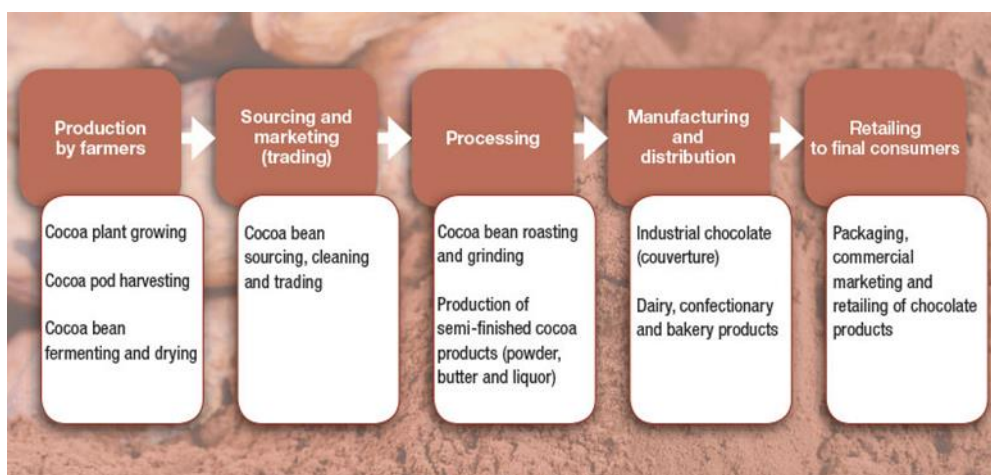 Production
by farmers
Sourcing and
marketing
(trading)
Processing
Manufacturing
and
distribution
Retailing
to final consumers
Cocoa plant growing
Cocoa pod harvesting
Cocoa bean
fermenting and drying
Cocoa bean
sourcing, cleaning
and trading
Cocoa bean roasting
and grinding
Production of
semi-finished cocoa
products (powder,
butter and liquor)
Industrial chocolate
(couverture)
Dairy, confectionary
and bakery products
Packaging,
commercial
marketing and
retailing of chocolate
products